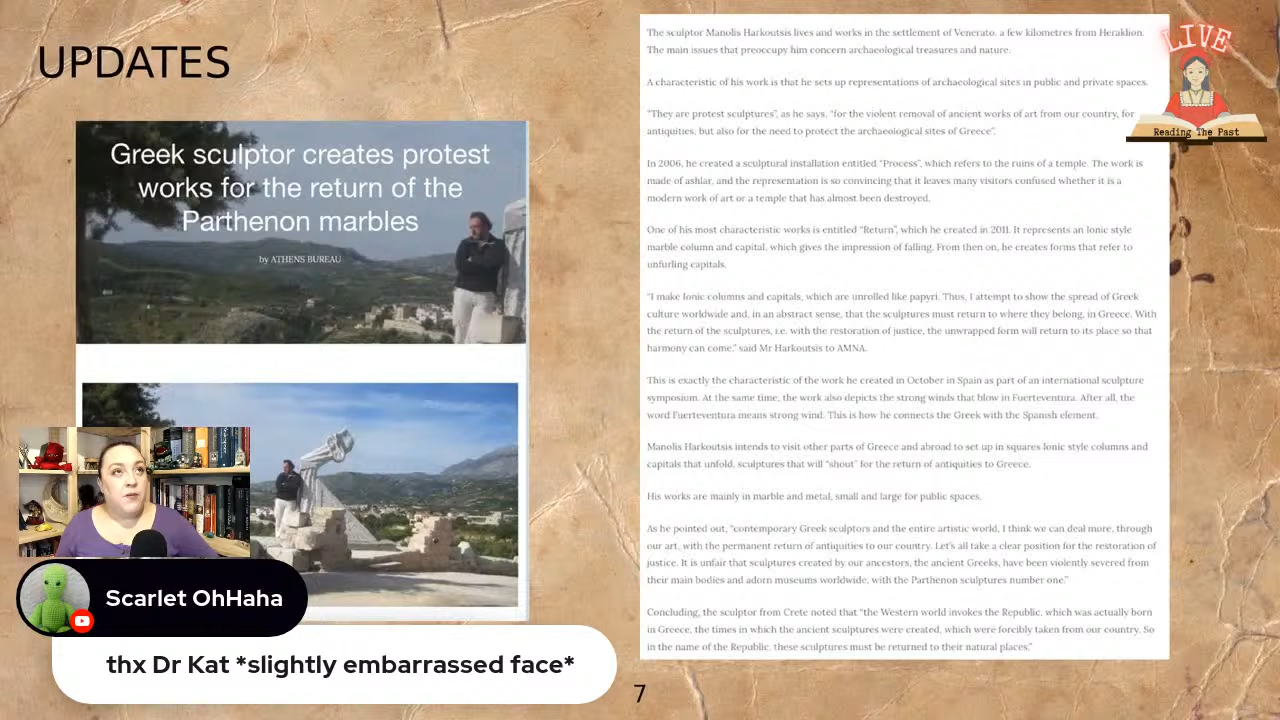 UPDATES
Greek sculptor creates protest
works for the return of the
Parthenon marbles
by ATHENS BUREAU
The sculptor Manolis Harkoutsis lives and works in the settlement of Venerato, a few kilometres from Heraklion.
The main issues that preoccupy him concern archaeological treasures and nature.
A characteristic of his work is that he sets up representations of archaeological sites in public and private spaces.
"They are protest sculptures", as he says, "for the violent removal of ancient works of art from our country, for
antiquities, but also for the need to protect the archaeological sites of Greece".
In 2006, he created a sculptural installation entitled "Process", which refers to the ruins of a temple. The work is
made of ashlar, and the representation is so convincing that it leaves many visitors confused whether it is a
modern work of art or a temple that has almost been destroyed.
One of his most characteristic works is entitled "Return", which he created in 2011. It represents an Ionic style
marble column and capital, which gives the impression of falling. From then on, he creates forms that refer to
unfurling capitals.
"I make Ionic columns and capitals, which are unrolled like papyri. Thus, I attempt to show the spread of Greek
culture worldwide and, in an abstract sense, that the sculptures must return to where they belong, in Greece. With
the return of the sculptures, i.e. with the restoration of justice, the unwrapped form will return to its place so that
harmony can come," said Mr Harkoutsis to AMNA.
This is exactly the characteristic of the work he created in October in Spain as part of an international sculpture
symposium. At the same time, the work also depicts the strong winds that blow in Fuerteventura. After all, the
word Fuerteventura means strong wind. This is how he connects the Greek with the Spanish element.
Manolis Harkoutsis intends to visit other parts of Greece and abroad to set up in squares Ionic style columns and
capitals that unfold, sculptures that will "shout" for the return of antiquities to Greece.
His works are mainly in marble and metal, small and large for public spaces.
As he pointed out, "contemporary Greek sculptors and the entire artistic world, I think we can deal more, through
our art, with the permanent return of antiquities to our country. Let's all take a clear position for the restoration of
justice. It is unfair that sculptures created by our ancestors, the ancient Greeks, have been violently severed from
their main bodies and adorn museums worldwide, with the Parthenon sculptures number one."
Concluding, the sculptor from Crete noted that "the Western world invokes the Republic, which was actually born
in Greece, the times in which the ancient sculptures were created, which were forcibly taken from our country. So
in the name of the Republic, these sculptures must be returned to their natural places."
LIVE
Reading The Past
Scarlet OhHaha
thx Dr Kat *slightly embarrassed face*
7